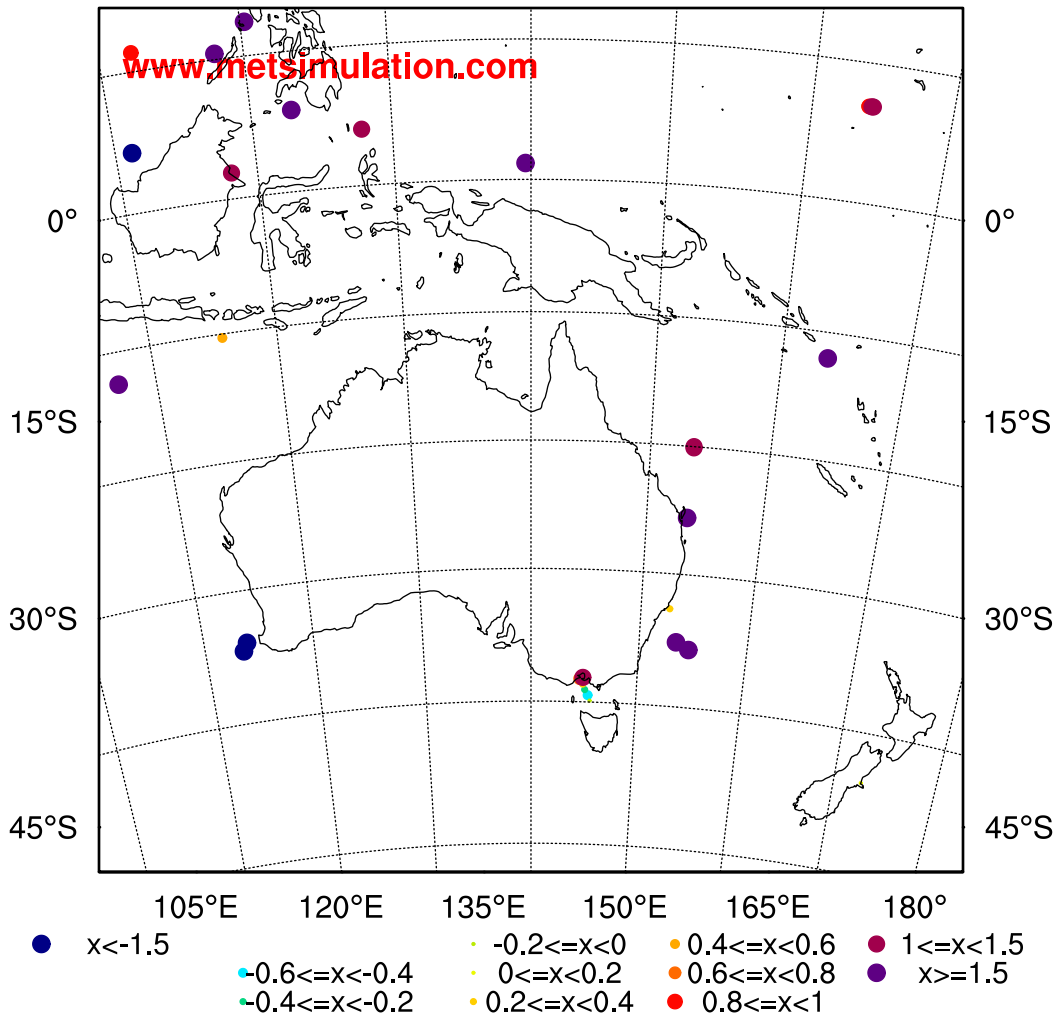 www.metsimulation.com
0° 0°
15°S 15°S
30°S 30°S
45°S 45°S
105°E 120°E 135°E 150°E 165°E 180°
x<-1.5 -0.2<=x<0 0.4<=x<0.6 1<=x<1.5
-0.6<=x<-0.4 0<=x<0.2 0.6<=x<0.8 x>=1.5
-0.4<=x<-0.2 0.2<=x<0.4 0.8<=x<1